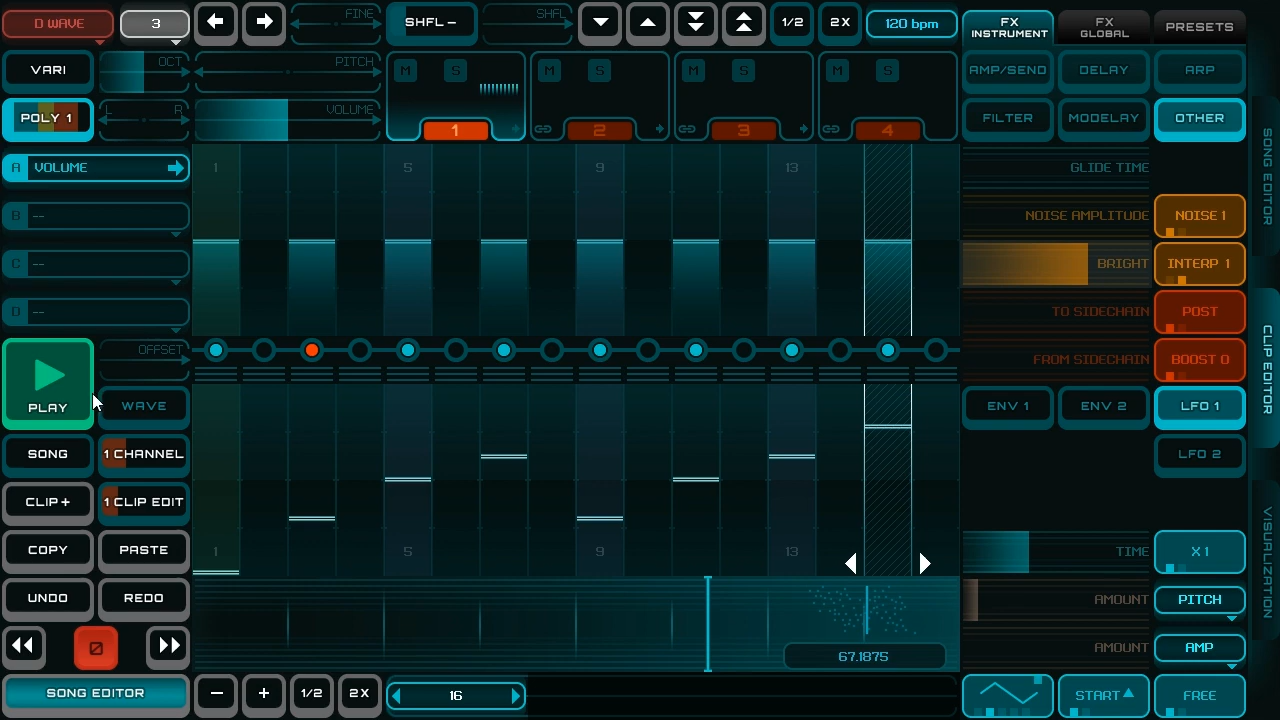 D WAVE
3
FINE
SHFL -
SHFL
1/2
2X
120 bpm
FX INSTRUMENT
FX GLOBAL
PRESETS
VARI
OCT
PITCH
M
S
M
S
M
S
M
S
AMP/SEND
DELAY
ARP
POLY 1
L
R
VOLUME
1
2
3
4
FILTER
MODELAY
OTHER
A
VOLUME
1
5
9
13
GLIDE TIME
B
--
NOISE AMPLITUDE
NOISE 1
C
--
BRIGHT
INTERP 1
D
--
TO SIDECHAIN
POST
OFFSET
FROM SIDECHAIN
BOOST 0
PLAY
WAVE
ENV 1
ENV 2
LFO 1
SONG
1 CHANNEL
LFO 2
CLIP +
1 CLIP EDIT
COPY
PASTE
1
5
9
13
TIME
X 1
UNDO
REDO
AMOUNT
PITCH
0
67.1875
AMOUNT
AMP
SONG EDITOR
-
+
1/2
2X
16
START
FREE
SONG EDITOR
CLIP EDITOR
VISUALIZATION